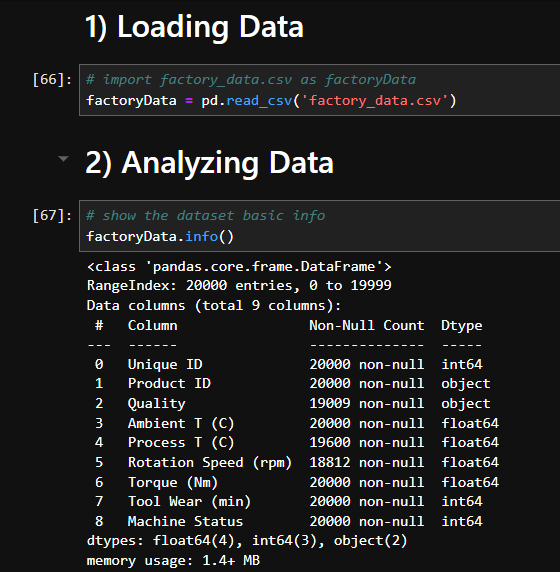 1) Loading Data
[66]: # import factory_data.csv as factoryData
factoryData = pd.read_csv('factory_data.csv')
2) Analyzing Data
[67]: # show the dataset basic info
factoryData.info()
<class 'pandas.core.frame.DataFrame'>
RangeIndex: 20000 entries, 0 to 19999
Data columns (total 9 columns):
 #   Column                Non-Null Count  Dtype
---  ------                --------------  -----
 0   Unique ID             20000 non-null  int64
 1   Product ID            20000 non-null  object
 2   Quality               19009 non-null  object
 3   Ambient T (C)         20000 non-null  float64
 4   Process T (C)         19600 non-null  float64
 5   Rotation Speed (rpm)  18812 non-null  float64
 6   Torque (Nm)           20000 non-null  float64
 7   Tool Wear (min)       20000 non-null  int64
 8   Machine Status        20000 non-null  int64
dtypes: float64(4), int64(3), object(2)
memory usage: 1.4+ MB